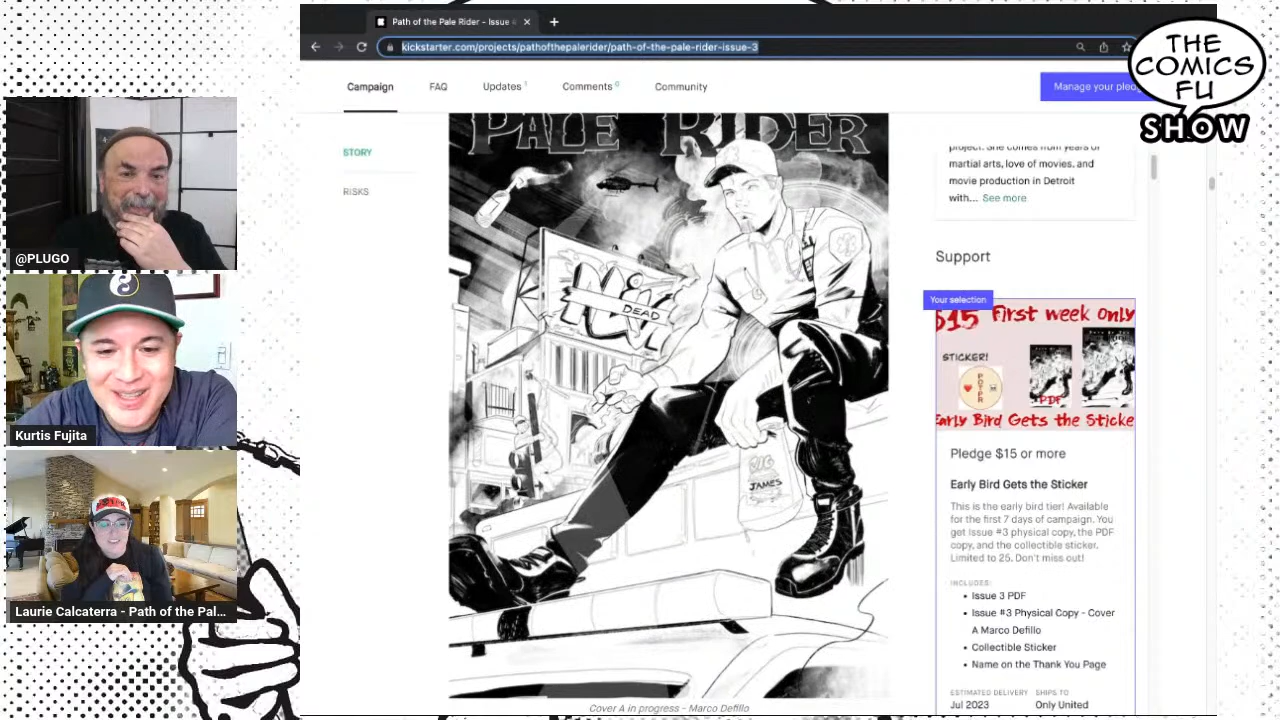 Path of the Pale Rider - Issue
kickstarter.com/projects/pathofthepalerider/path-of-the-pale-rider-issue-3
THE
COMICS
FU
SHOW
Campaign
FAQ
Updates 1
Comments 0
Community
Manage your pledg
STORY
RISKS
PALE RIDER
DEAD
BIG
JAMES
Cover A in progress - Marco Defillo
project. She comes from years of
martial arts, love of movies, and
movie production in Detroit
with... See more
Support
Your selection
$15 First week only
STICKER!
POTPR
PDF
Early Bird Gets the Sticke
Pledge $15 or more
Early Bird Gets the Sticker
This is the early bird tier! Available
for the first 7 days of campaign. You
get Issue #3 physical copy, the PDF
copy, and the collectible sticker.
Limited to 25. Don't miss out!
INCLUDES:
• Issue 3 PDF
• Issue #3 Physical Copy - Cover
A Marco Defillo
• Collectible Sticker
• Name on the Thank You Page
ESTIMATED DELIVERY
Jul 2023
SHIPS TO
Only United
@PLUGO
Kurtis Fujita
Laurie Calcaterra - Path of the Pal...